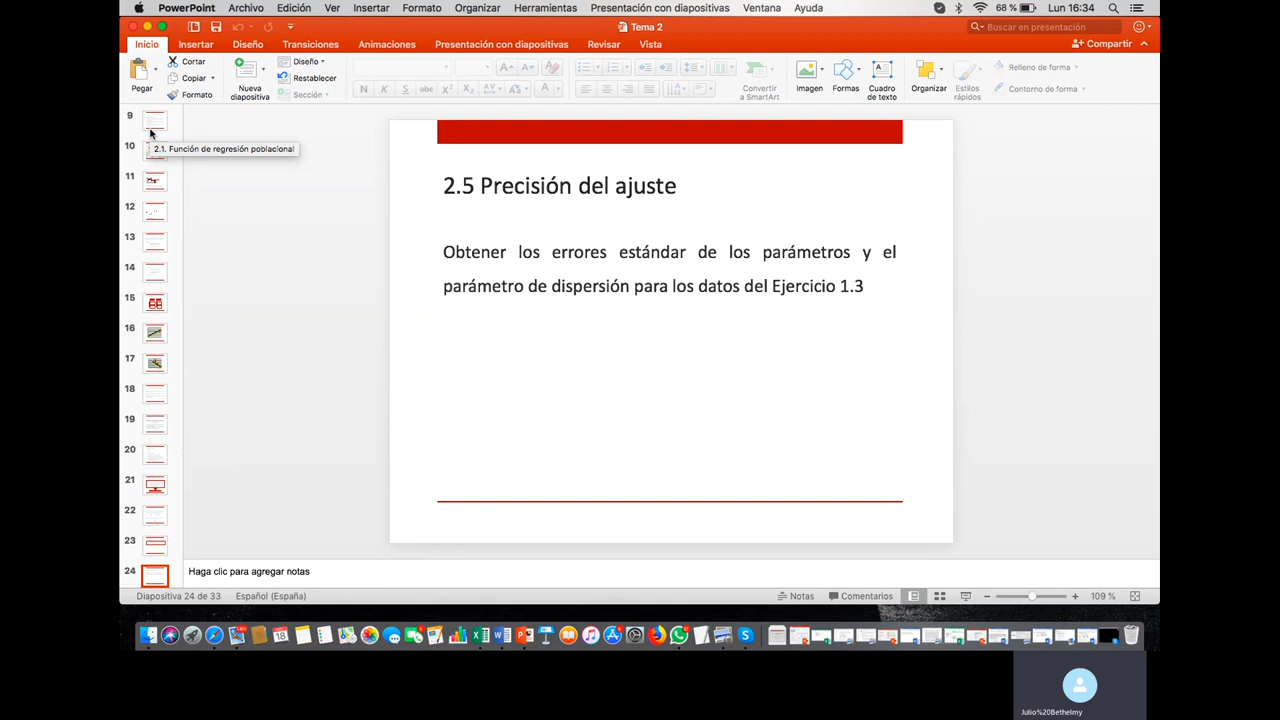 PowerPoint Archivo Edición Ver Insertar Formato Organizar Herramientas Presentación con diapositivas Ventana Ayuda 68 % Lun 16:34
Tema 2
Buscar en presentación
Inicio Insertar Diseño Transiciones Animaciones Presentación con diapositivas Revisar Vista
Compartir
Pegar
Cortar
Copiar
Formato
Nueva
diapositiva
Diseño
Restablecer
Sección
N K S abc X² X₂ AV Aa A
Convertir
a SmartArt
Imagen
Formas
Cuadro
de texto
Organizar
Estilos
rápidos
Relleno de forma
Contorno de forma
9
2.1. Función de regresión poblacional
10
11
12
13
14
15
16
17
18
19
20
21
22
23
24
2.5 Precisión del ajuste
Obtener los errores estándar de los parámetros y el
parámetro de dispersión para los datos del Ejercicio 1.3
Haga clic para agregar notas
Diapositiva 24 de 33 Español (España) Notas Comentarios 109 %
Julio%20Bethelmy